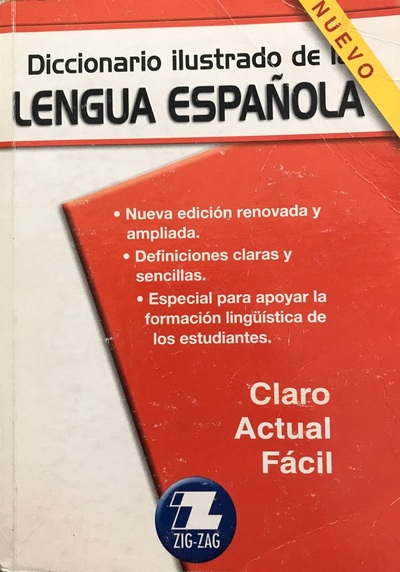 NUEVO
Diccionario ilustrado de la
LENGUA ESPAÑOLA
• Nueva edición renovada y
ampliada.
• Definiciones claras y
sencillas.
• Especial para apoyar la
formación lingüística de
los estudiantes.
Claro
Actual
Fácil
ZIG-ZAG